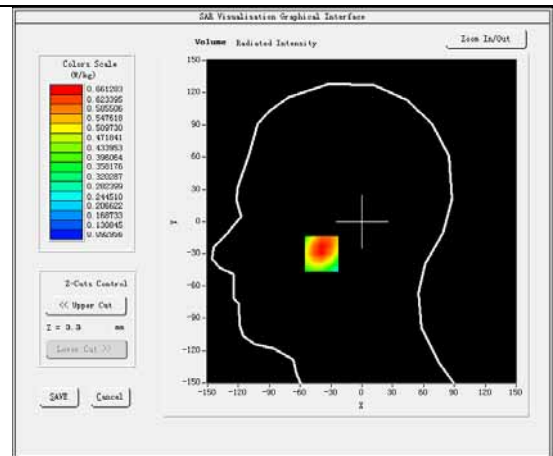 SAR Visualisation Graphical Interface
Volume Radiated Intensity
Zoom In/Out
Colors Scale
(W/kg)
0.661283
0.623395
0.585506
0.547618
0.509730
0.471841
0.433953
0.396064
0.358176
0.320287
0.282399
0.244510
0.206622
0.168733
0.130845
Z-Cuts Control
<< Upper Cut
Z = 3.3 mm
Lower Cut >>
SAVE
Cancel
150
120
90
60
30
0
-30
-60
-90
-120
-150
Y
-150 -120 -90 -60 -30 0 30 60 90 120 150
X